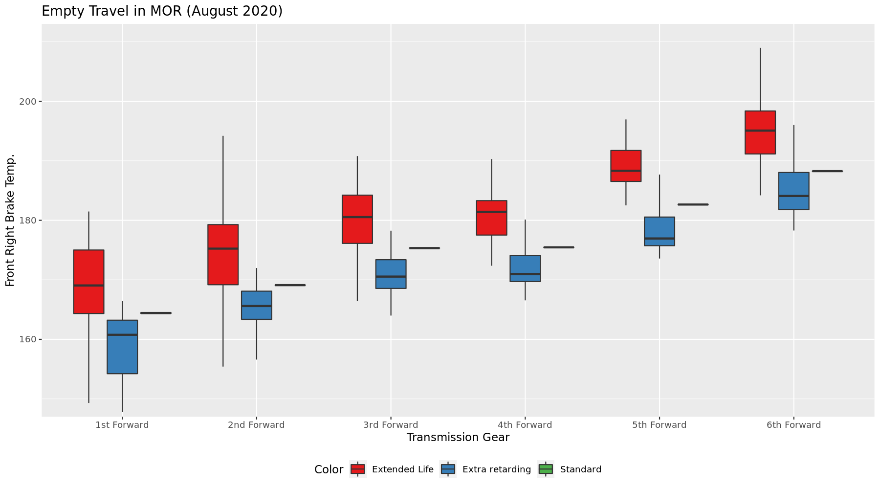 Empty Travel in MOR (August 2020)
Front Right Brake Temp.
200
180
160
1st Forward 2nd Forward 3rd Forward 4th Forward 5th Forward 6th Forward
Transmission Gear
Color Extended Life Extra retarding Standard